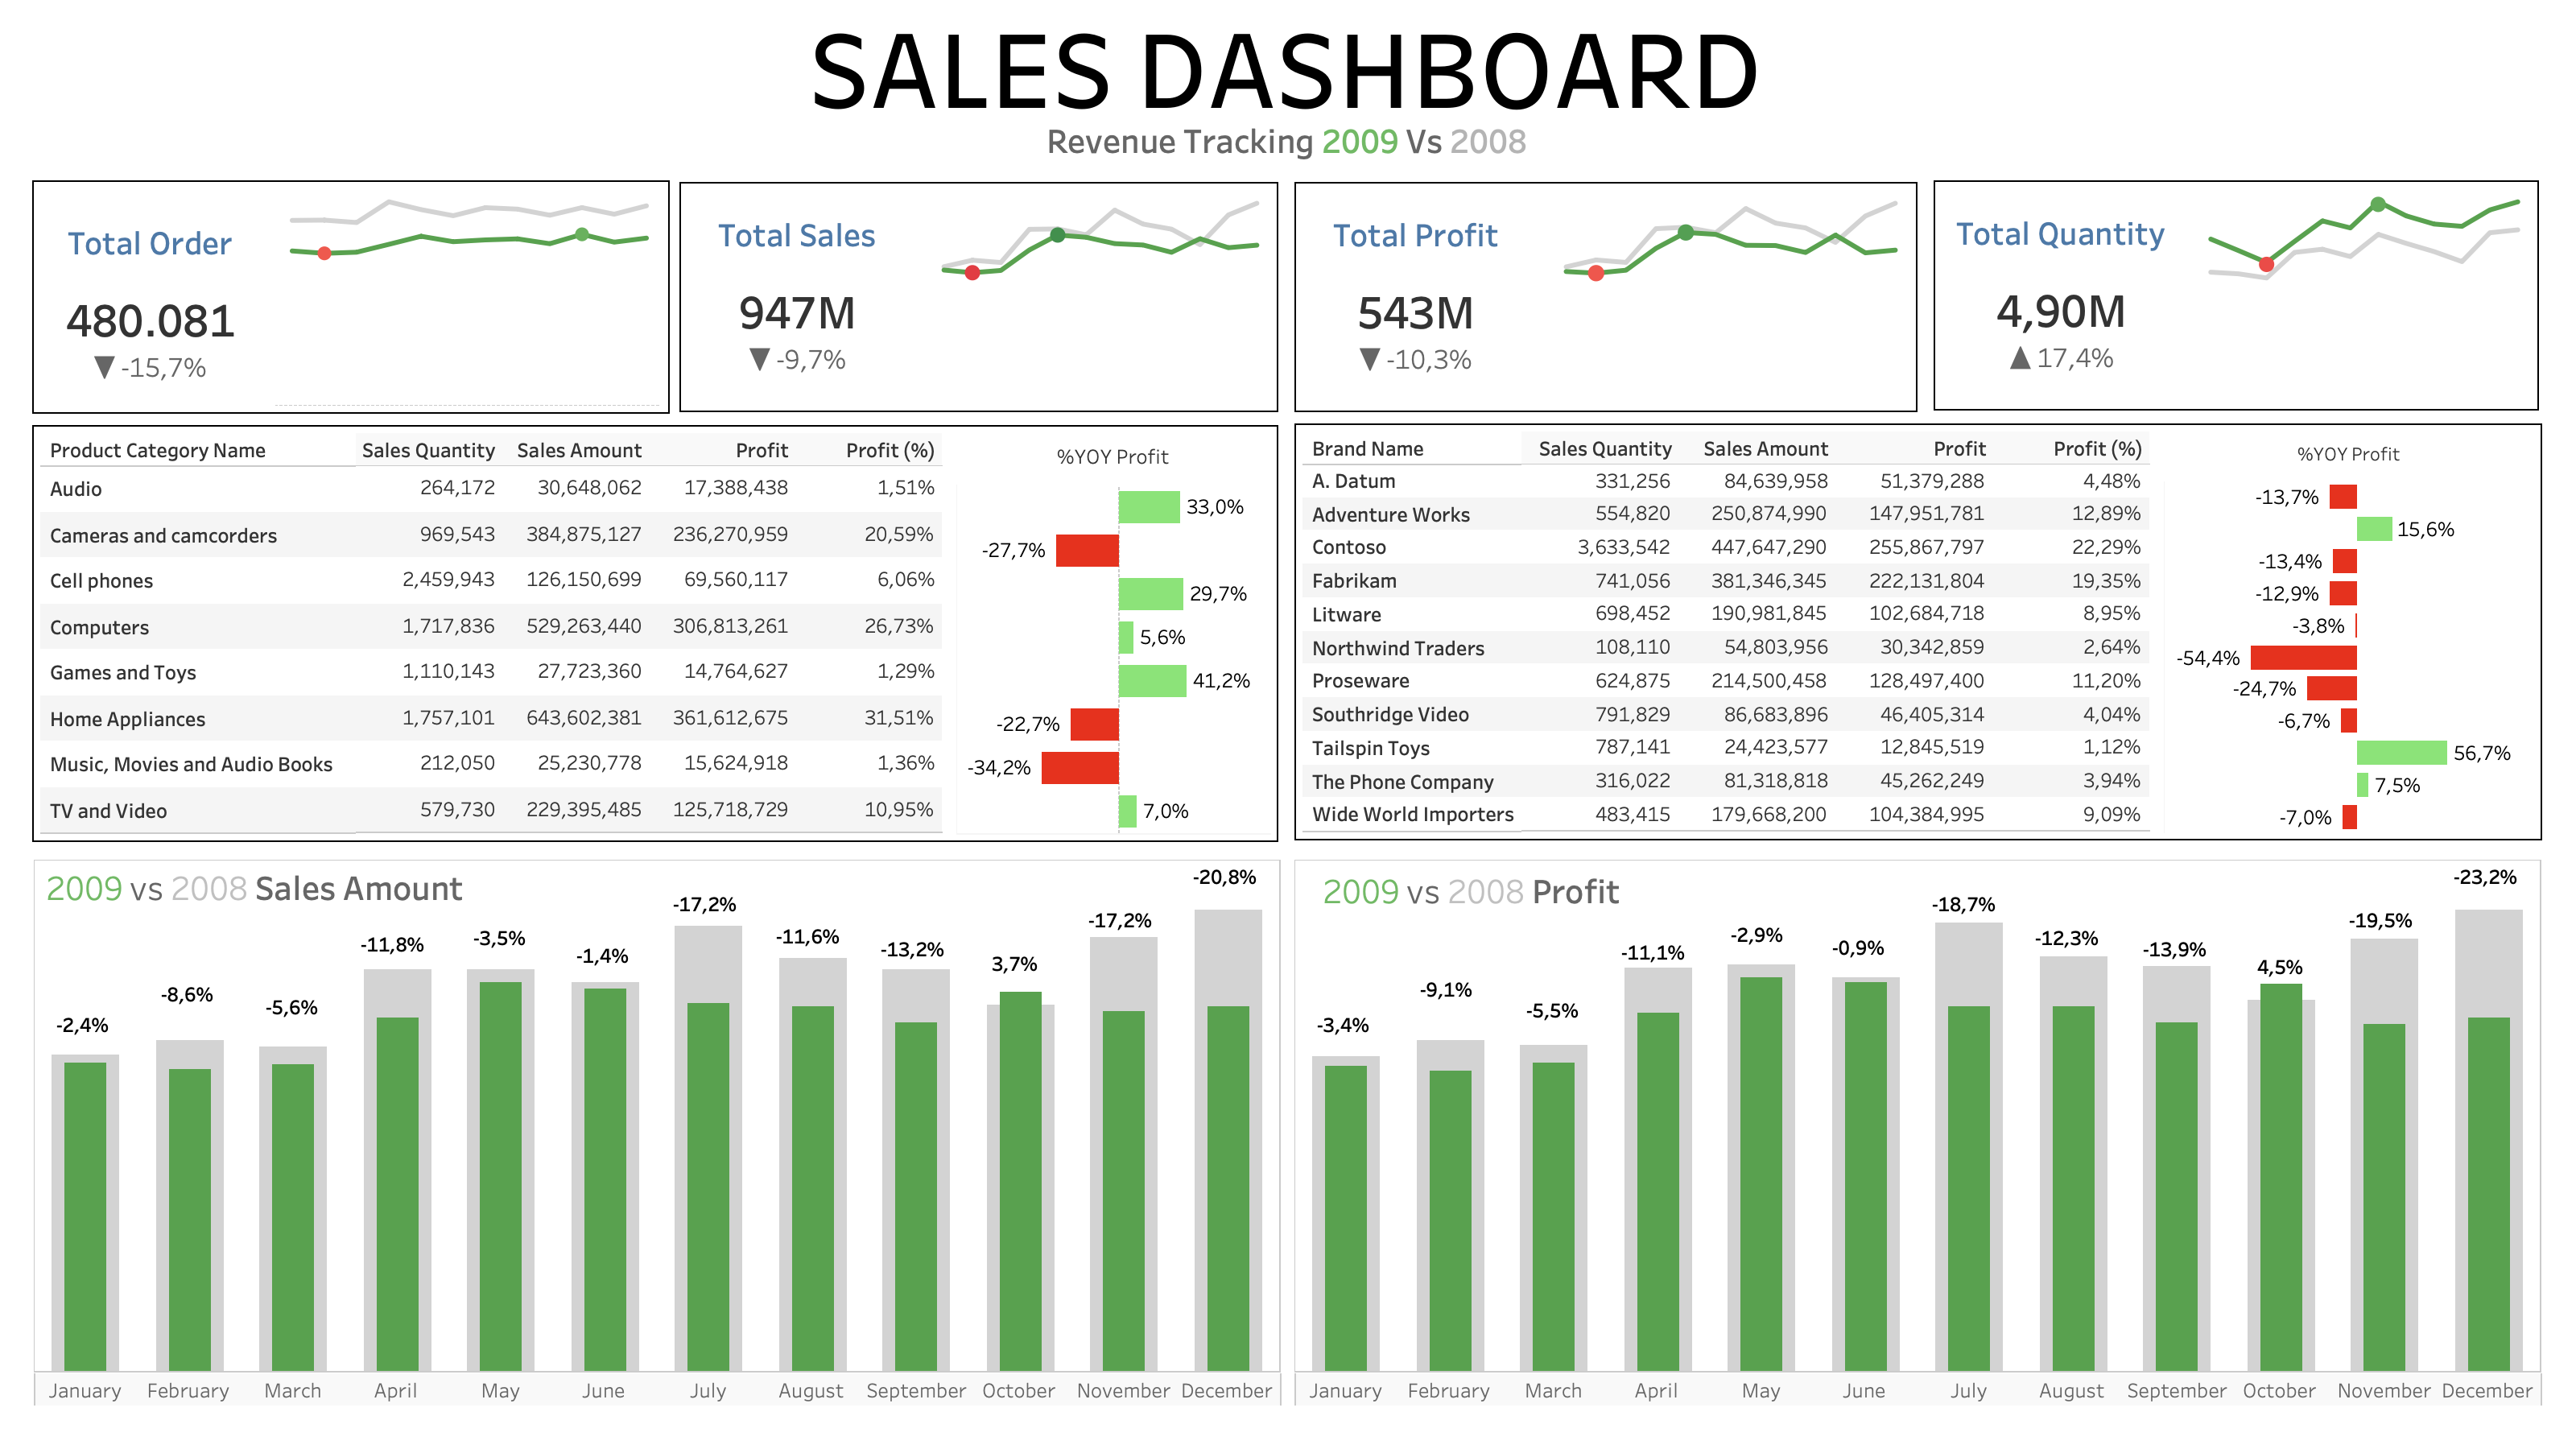 SALES DASHBOARD
Revenue Tracking 2009 Vs 2008
Total Order
480.081
▼ -15,7%
Total Sales
947M
▼ -9,7%
Total Profit
543M
▼ -10,3%
Total Quantity
4,90M
▲ 17,4%
Product Category Name Sales Quantity Sales Amount Profit Profit (%)
Audio 264,172 30,648,062 17,388,438 1,51%
Cameras and camcorders 969,543 384,875,127 236,270,959 20,59%
Cell phones 2,459,943 126,150,699 69,560,117 6,06%
Computers 1,717,836 529,263,440 306,813,261 26,73%
Games and Toys 1,110,143 27,723,360 14,764,627 1,29%
Home Appliances 1,757,101 643,602,381 361,612,675 31,51%
Music, Movies and Audio Books 212,050 25,230,778 15,624,918 1,36%
TV and Video 579,730 229,395,485 125,718,729 10,95%
%YOY Profit
33,0%
-27,7%
29,7%
5,6%
41,2%
-22,7%
-34,2%
7,0%
Brand Name Sales Quantity Sales Amount Profit Profit (%)
A. Datum 331,256 84,639,958 51,379,288 4,48%
Adventure Works 554,820 250,874,990 147,951,781 12,89%
Contoso 3,633,542 447,647,290 255,867,797 22,29%
Fabrikam 741,056 381,346,345 222,131,804 19,35%
Litware 698,452 190,981,845 102,684,718 8,95%
Northwind Traders 108,110 54,803,956 30,342,859 2,64%
Proseware 624,875 214,500,458 128,497,400 11,20%
Southridge Video 791,829 86,683,896 46,405,314 4,04%
Tailspin Toys 787,141 24,423,577 12,845,519 1,12%
The Phone Company 316,022 81,318,818 45,262,249 3,94%
Wide World Importers 483,415 179,668,200 104,384,995 9,09%
%YOY Profit
-13,7%
15,6%
-13,4%
-12,9%
-3,8%
-54,4%
-24,7%
-6,7%
56,7%
7,5%
-7,0%
2009 vs 2008 Sales Amount
-2,4% -8,6% -5,6% -11,8% -3,5% -1,4% -17,2% -11,6% -13,2% 3,7% -17,2% -20,8%
January February March April May June July August September October November December
2009 vs 2008 Profit
-3,4% -9,1% -5,5% -11,1% -2,9% -0,9% -18,7% -12,3% -13,9% 4,5% -19,5% -23,2%
January February March April May June July August September October November December